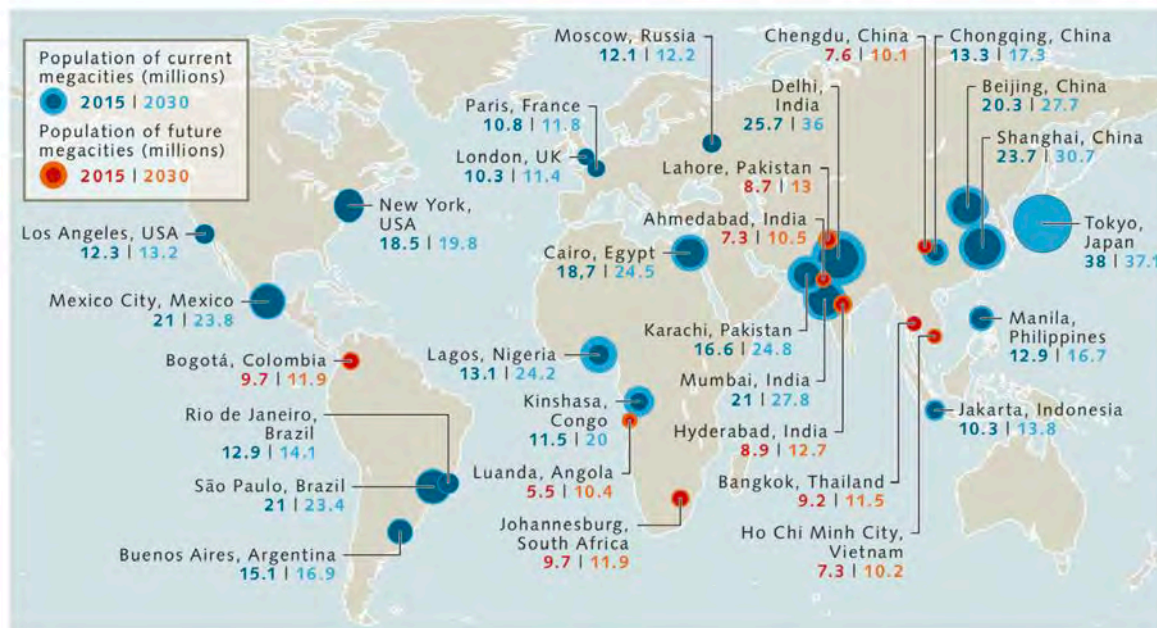 Population of current
megacities (millions)
2015 | 2030
Population of future
megacities (millions)
2015 | 2030
Moscow, Russia
12.1 | 12.2
Chengdu, China
7.6 | 10.1
Chongqing, China
13.3 | 17.3
Paris, France
10.8 | 11.8
Delhi,
India
25.7 | 36
Beijing, China
20.3 | 27.7
London, UK
10.3 | 11.4
Lahore, Pakistan
8.7 | 13
Shanghai, China
23.7 | 30.7
New York,
USA
18.5 | 19.8
Los Angeles, USA
12.3 | 13.2
Ahmedabad, India
7.3 | 10.5
Tokyo,
Japan
38 | 37.1
Cairo, Egypt
18,7 | 24.5
Mexico City, Mexico
21 | 23.8
Karachi, Pakistan
16.6 | 24.8
Manila,
Philippines
12.9 | 16.7
Bogotá, Colombia
9.7 | 11.9
Lagos, Nigeria
13.1 | 24.2
Mumbai, India
21 | 27.8
Kinshasa,
Congo
11.5 | 20
Jakarta, Indonesia
10.3 | 13.8
Rio de Janeiro,
Brazil
12.9 | 14.1
Hyderabad, India
8.9 | 12.7
Luanda, Angola
5.5 | 10.4
Bangkok, Thailand
9.2 | 11.5
São Paulo, Brazil
21 | 23.4
Johannesburg,
South Africa
9.7 | 11.9
Ho Chi Minh City,
Vietnam
7.3 | 10.2
Buenos Aires, Argentina
15.1 | 16.9